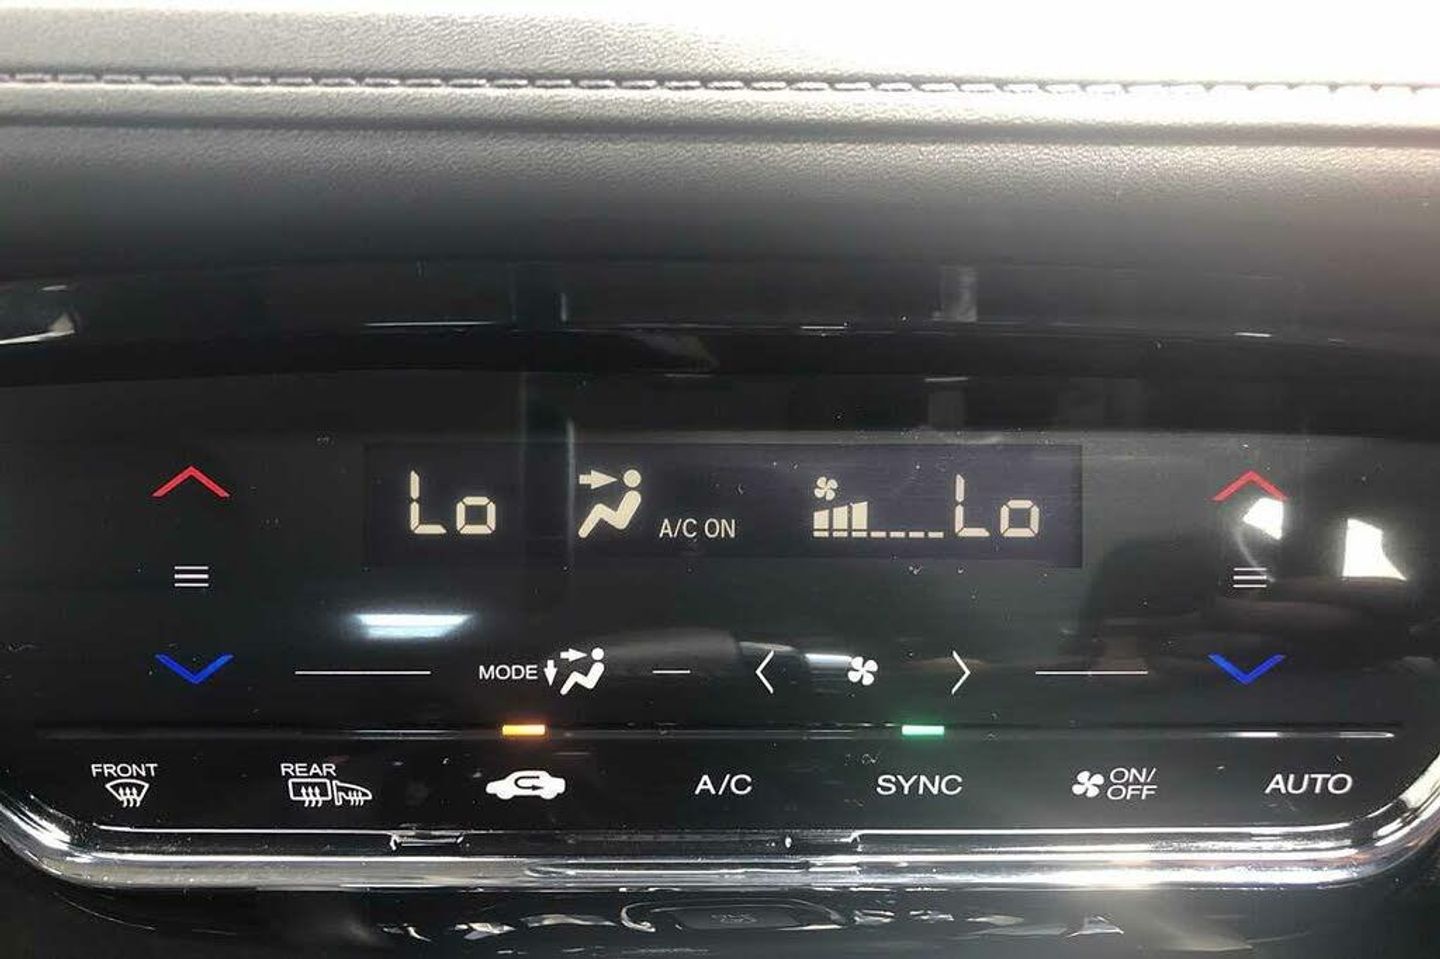 Lo A/C ON Lo
MODE
FRONT REAR A/C SYNC ON/OFF AUTO